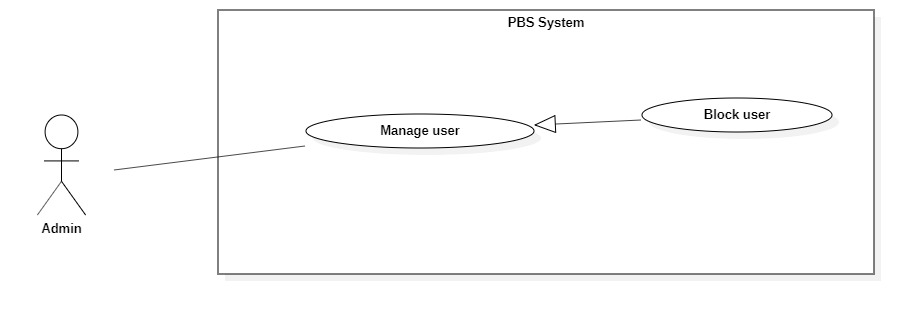 PBS System
Manage user
Block user
Admin